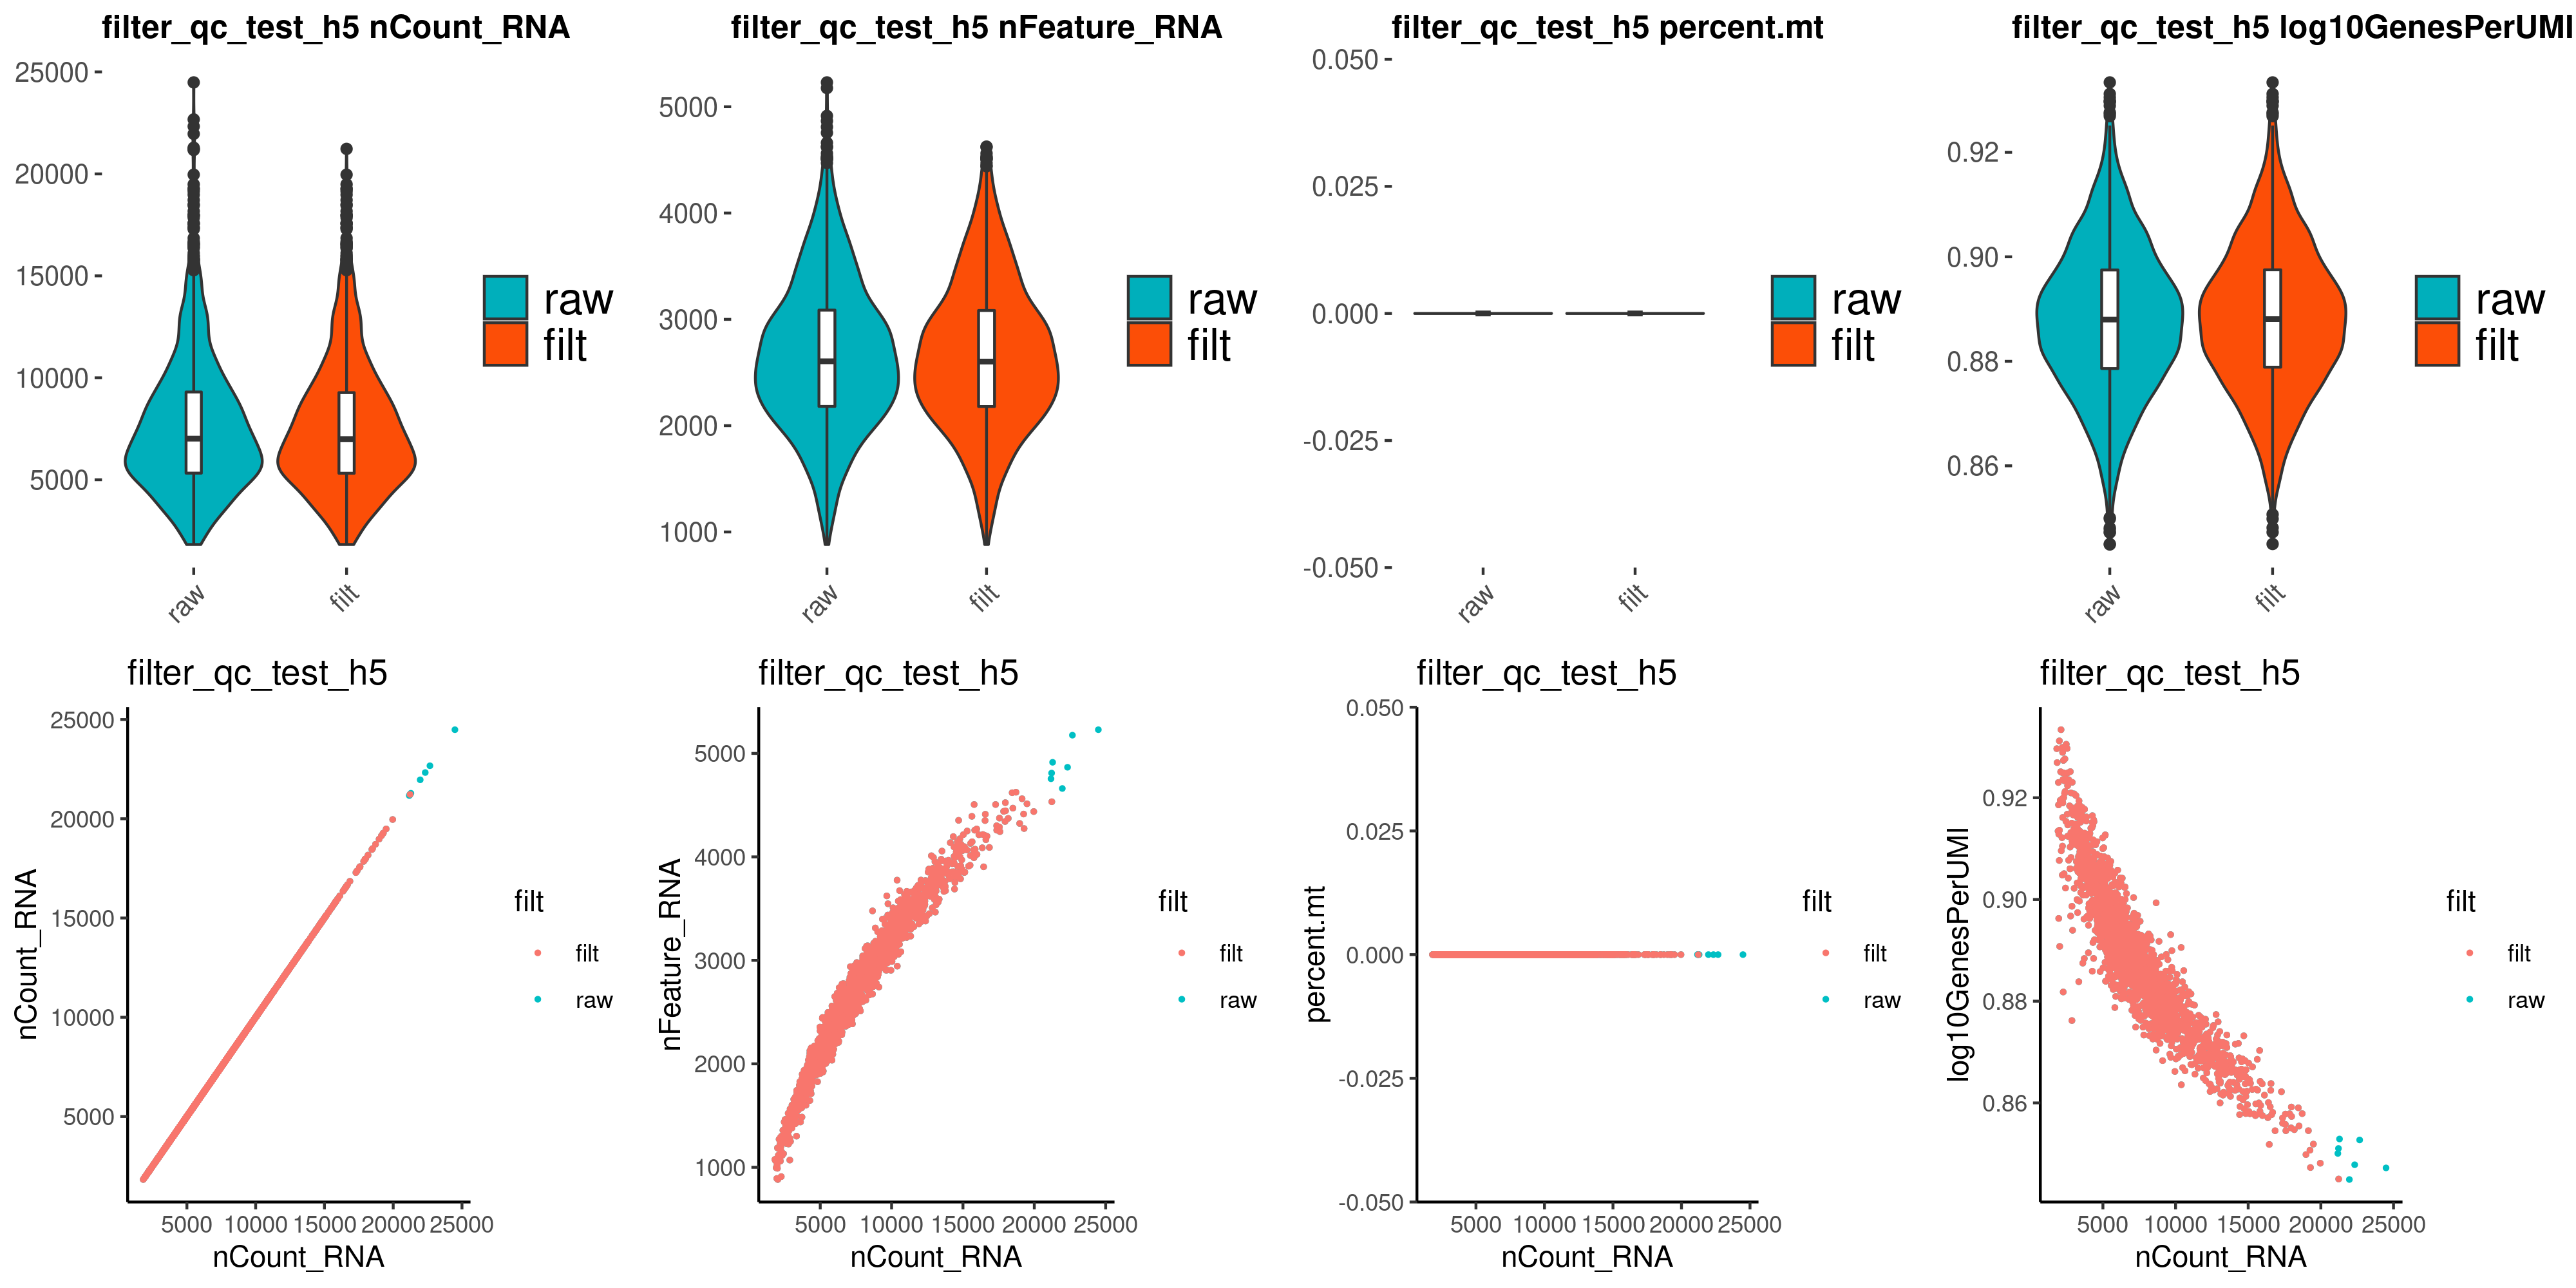 filter_qc_test_h5 nCount_RNA
25000
20000
15000
10000
5000
raw
filt
raw
filt
filter_qc_test_h5 nFeature_RNA
5000
4000
3000
2000
1000
raw
filt
raw
filt
filter_qc_test_h5 percent.mt
0.050
0.025
0.000
-0.025
-0.050
raw
filt
raw
filt
filter_qc_test_h5 log10GenesPerUMI
0.92
0.90
0.88
0.86
raw
filt
raw
filt
filter_qc_test_h5
nCount_RNA
25000
20000
15000
10000
5000
5000 10000 15000 20000 25000
nCount_RNA
filt
filt
raw
filter_qc_test_h5
nFeature_RNA
5000
4000
3000
2000
1000
5000 10000 15000 20000 25000
nCount_RNA
filt
filt
raw
filter_qc_test_h5
percent.mt
0.050
0.025
0.000
-0.025
-0.050
5000 10000 15000 20000 25000
nCount_RNA
filt
filt
raw
filter_qc_test_h5
log10GenesPerUMI
0.92
0.90
0.88
0.86
5000 10000 15000 20000 25000
nCount_RNA
filt
filt
raw